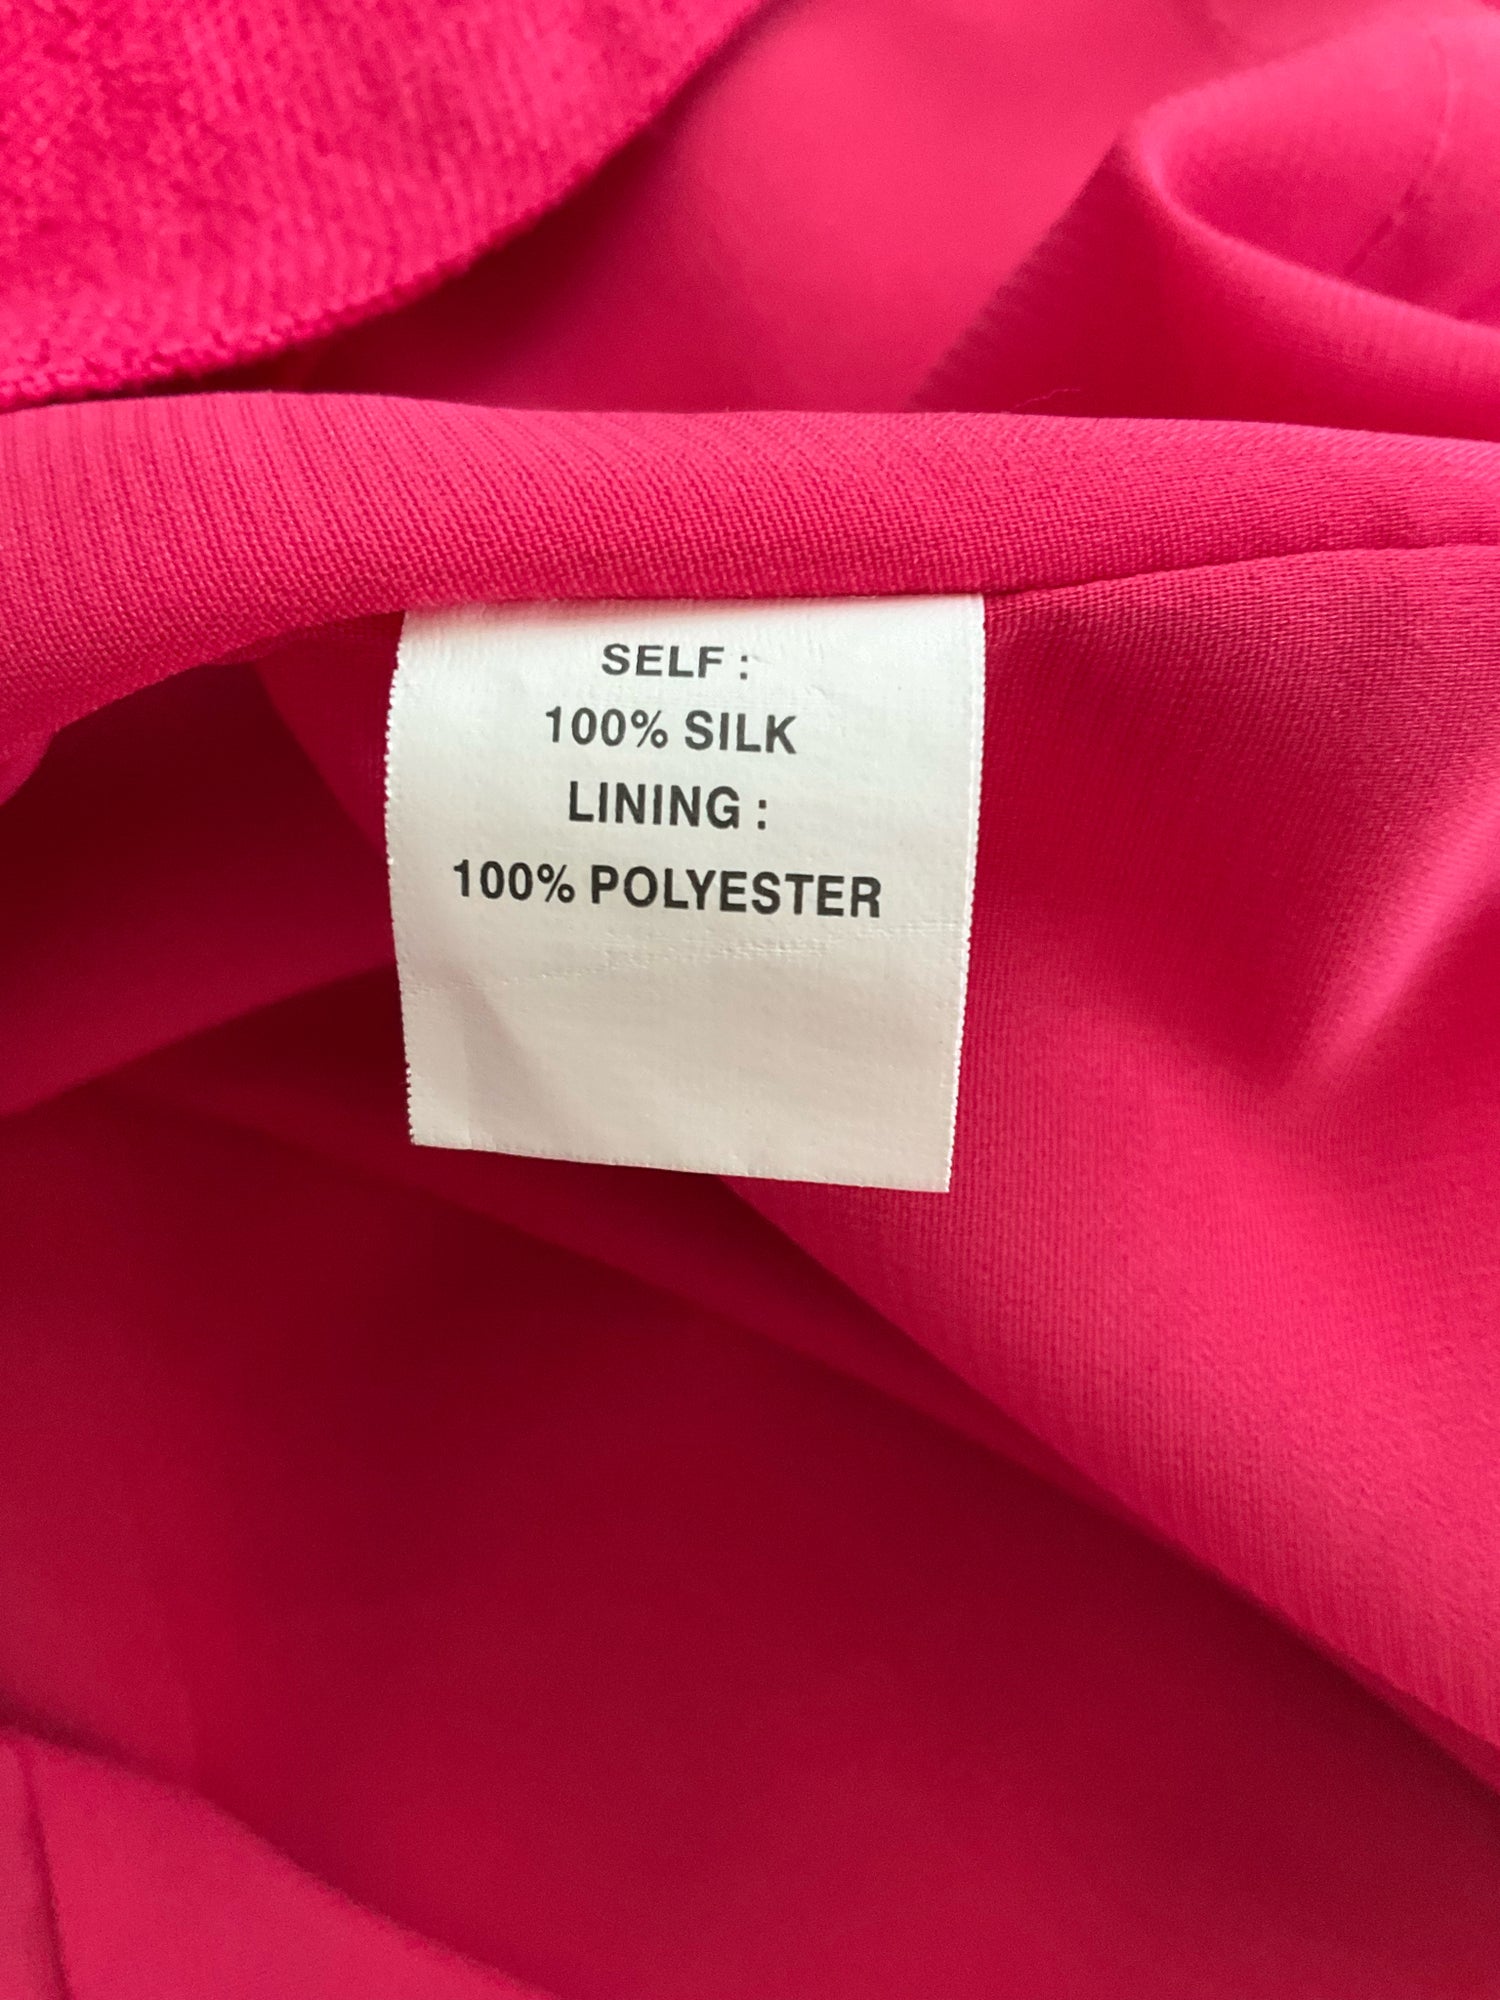 SELF :
100% SILK
LINING :
100% POLYESTER